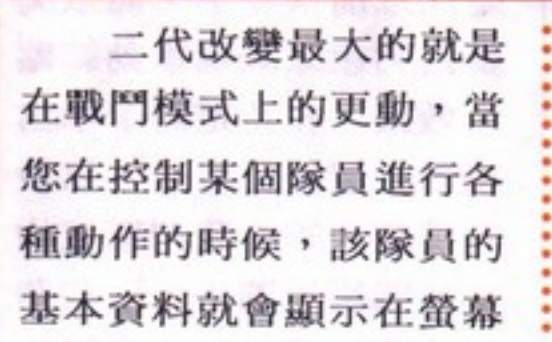 二代改變最大的就是
在戰鬥模式上的更動，當
您在控制某個隊員進行各
種動作的時候，該隊員的
基本資料就會顯示在螢幕